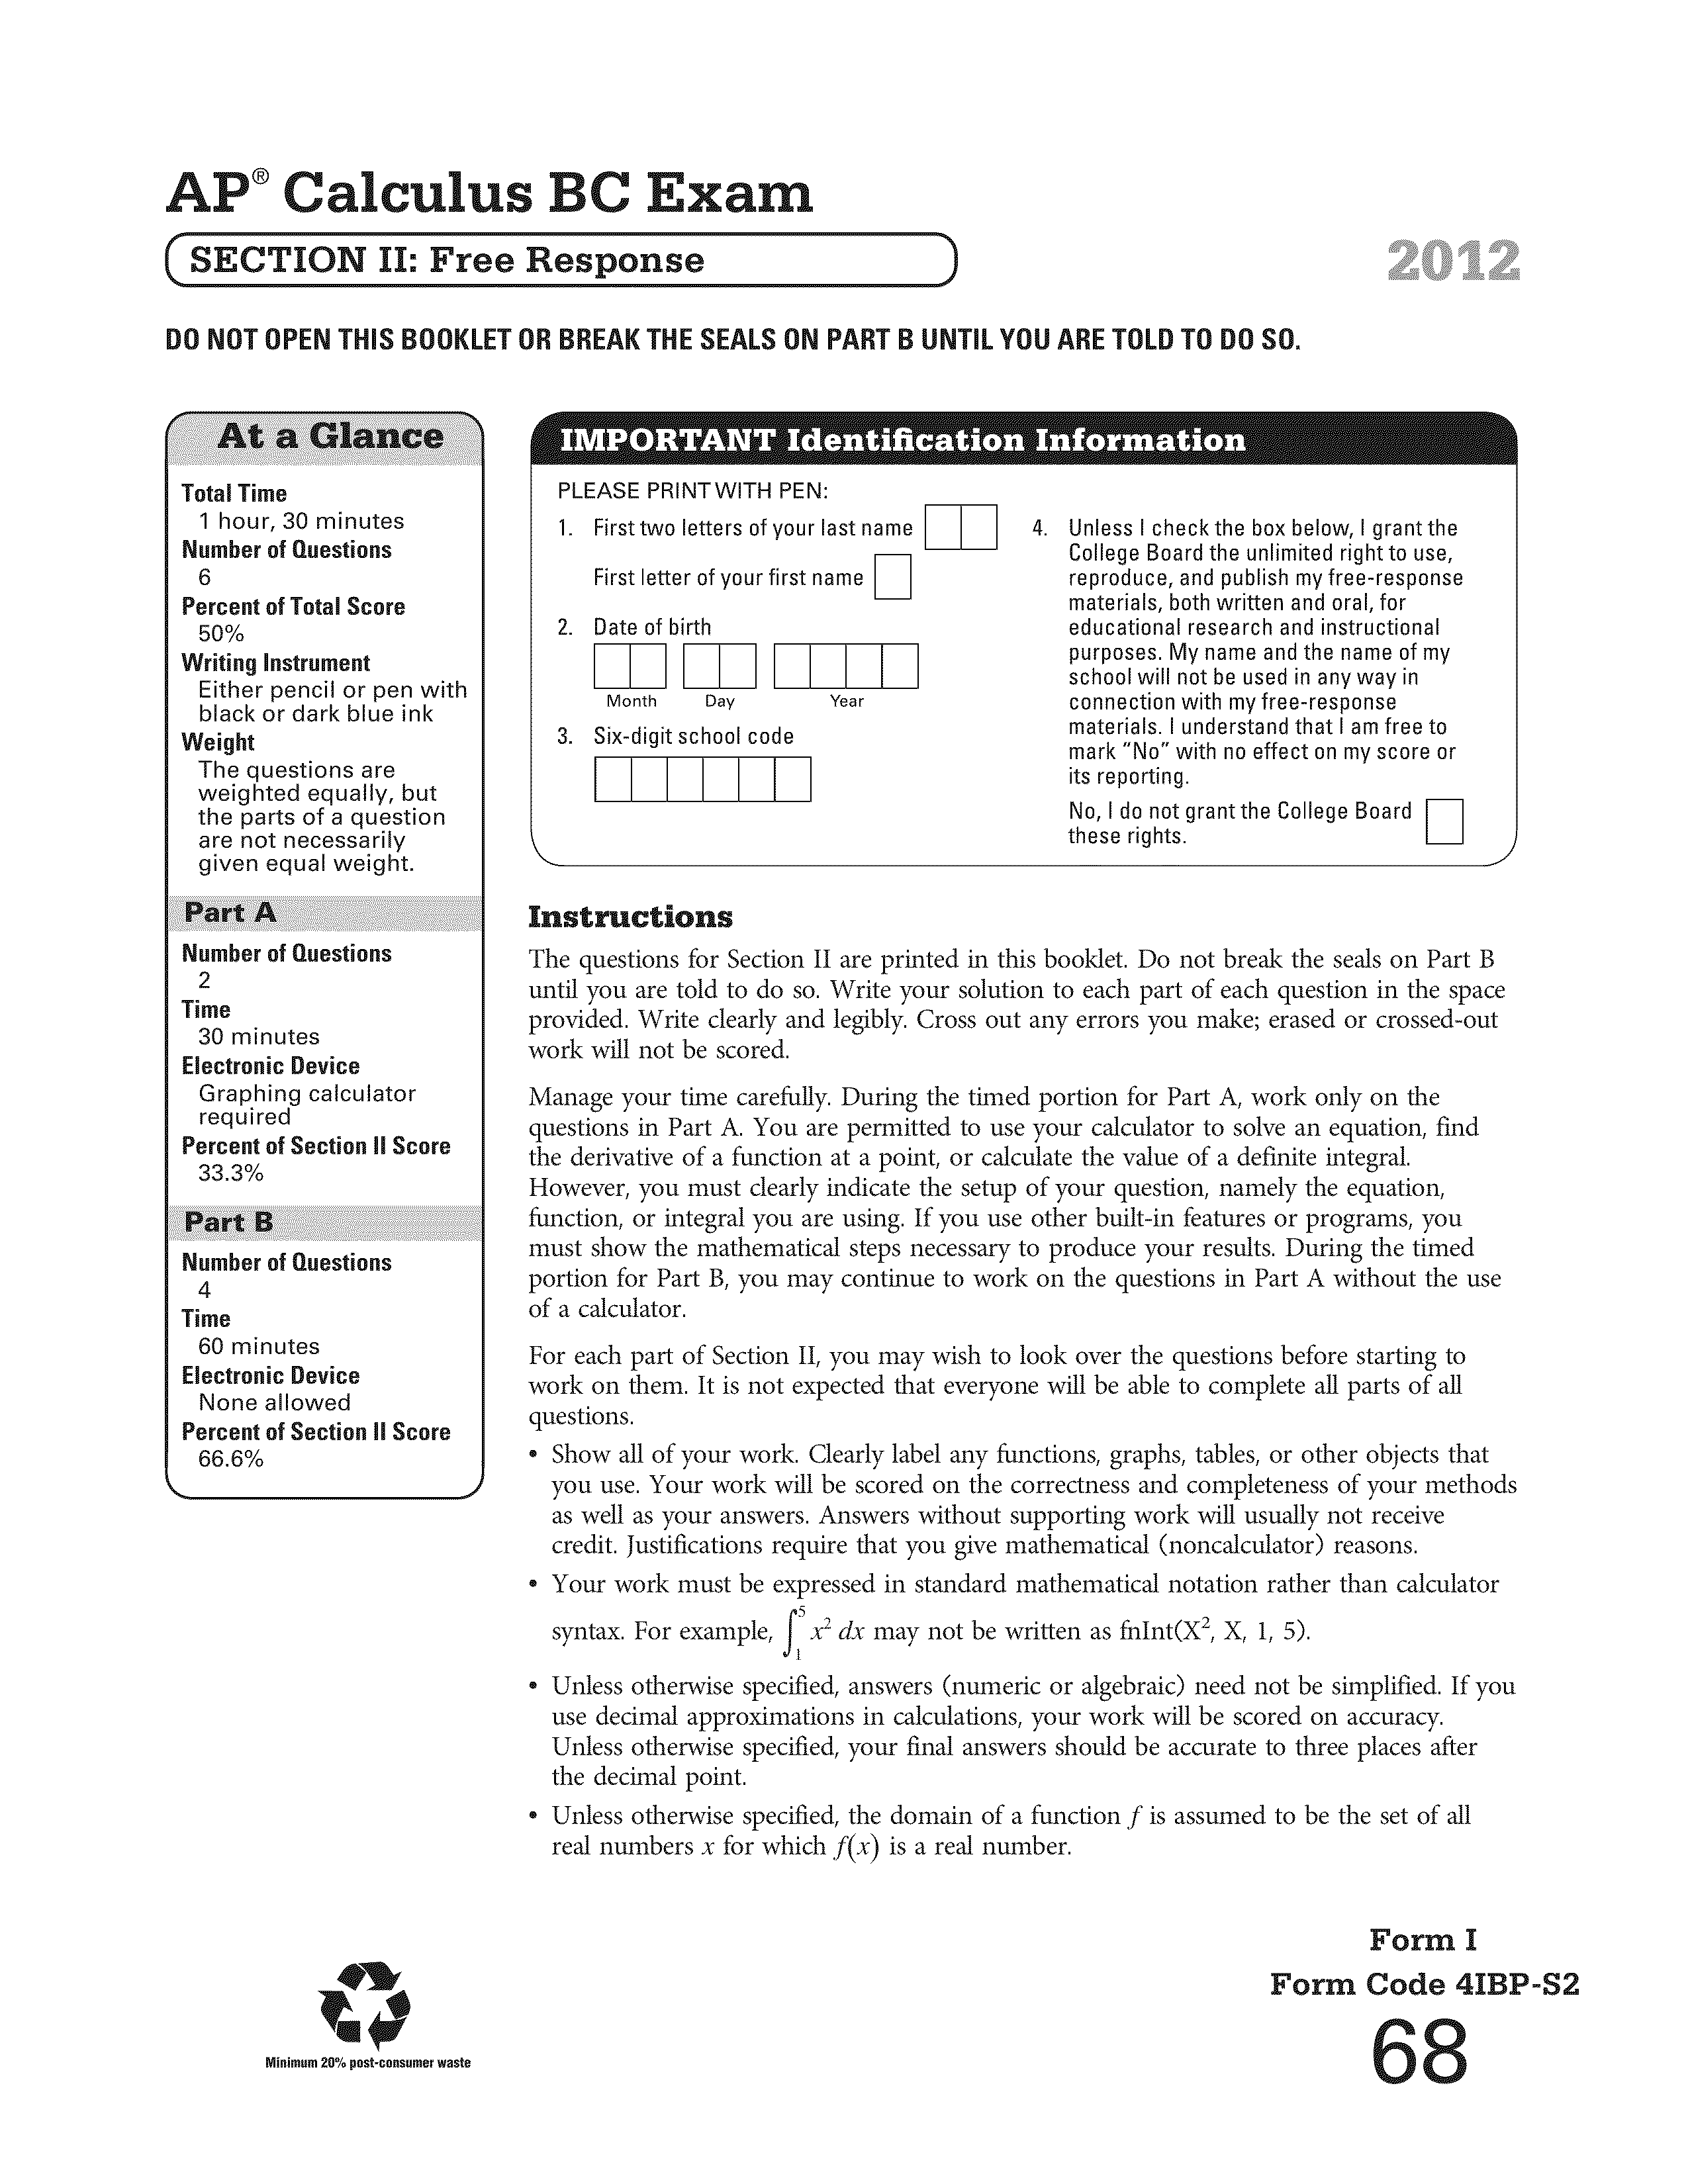 AP® Calculus BC Exam
SECTION II: Free Response
2012
DO NOT OPEN THIS BOOKLET OR BREAK THE SEALS ON PART B UNTIL YOU ARE TOLD TO DO SO.
At a Glance
Total Time
1 hour, 30 minutes
Number of Questions
6
Percent of Total Score
50%
Writing Instrument
Either pencil or pen with
black or dark blue ink
Weight
The questions are
weighted equally, but
the parts of a question
are not necessarily
given equal weight.
Part A
Number of Questions
2
Time
30 minutes
Electronic Device
Graphing calculator
required
Percent of Section II Score
33.3%
Part B
Number of Questions
4
Time
60 minutes
Electronic Device
None allowed
Percent of Section II Score
66.6%
IMPORTANT Identification Information
PLEASE PRINT WITH PEN:
1. First two letters of your last name
First letter of your first name
2. Date of birth
Month Day Year
3. Six-digit school code
4. Unless I check the box below, I grant the
College Board the unlimited right to use,
reproduce, and publish my free-response
materials, both written and oral, for
educational research and instructional
purposes. My name and the name of my
school will not be used in any way in
connection with my free-response
materials. I understand that I am free to
mark "No" with no effect on my score or
its reporting.
No, I do not grant the College Board
these rights.
Instructions
The questions for Section II are printed in this booklet. Do not break the seals on Part B
until you are told to do so. Write your solution to each part of each question in the space
provided. Write clearly and legibly. Cross out any errors you make; erased or crossed-out
work will not be scored.
Manage your time carefully. During the timed portion for Part A, work only on the
questions in Part A. You are permitted to use your calculator to solve an equation, find
the derivative of a function at a point, or calculate the value of a definite integral.
However, you must clearly indicate the setup of your question, namely the equation,
function, or integral you are using. If you use other built-in features or programs, you
must show the mathematical steps necessary to produce your results. During the timed
portion for Part B, you may continue to work on the questions in Part A without the use
of a calculator.
For each part of Section II, you may wish to look over the questions before starting to
work on them. It is not expected that everyone will be able to complete all parts of all
questions.
• Show all of your work. Clearly label any functions, graphs, tables, or other objects that
you use. Your work will be scored on the correctness and completeness of your methods
as well as your answers. Answers without supporting work will usually not receive
credit. Justifications require that you give mathematical (noncalculator) reasons.
• Your work must be expressed in standard mathematical notation rather than calculator
syntax. For example, ∫₁⁵ x² dx may not be written as fnInt(X², X, 1, 5).
• Unless otherwise specified, answers (numeric or algebraic) need not be simplified. If you
use decimal approximations in calculations, your work will be scored on accuracy.
Unless otherwise specified, your final answers should be accurate to three places after
the decimal point.
• Unless otherwise specified, the domain of a function f is assumed to be the set of all
real numbers x for which f(x) is a real number.
Minimum 20% post-consumer waste
Form I
Form Code 4IBP-S2
68